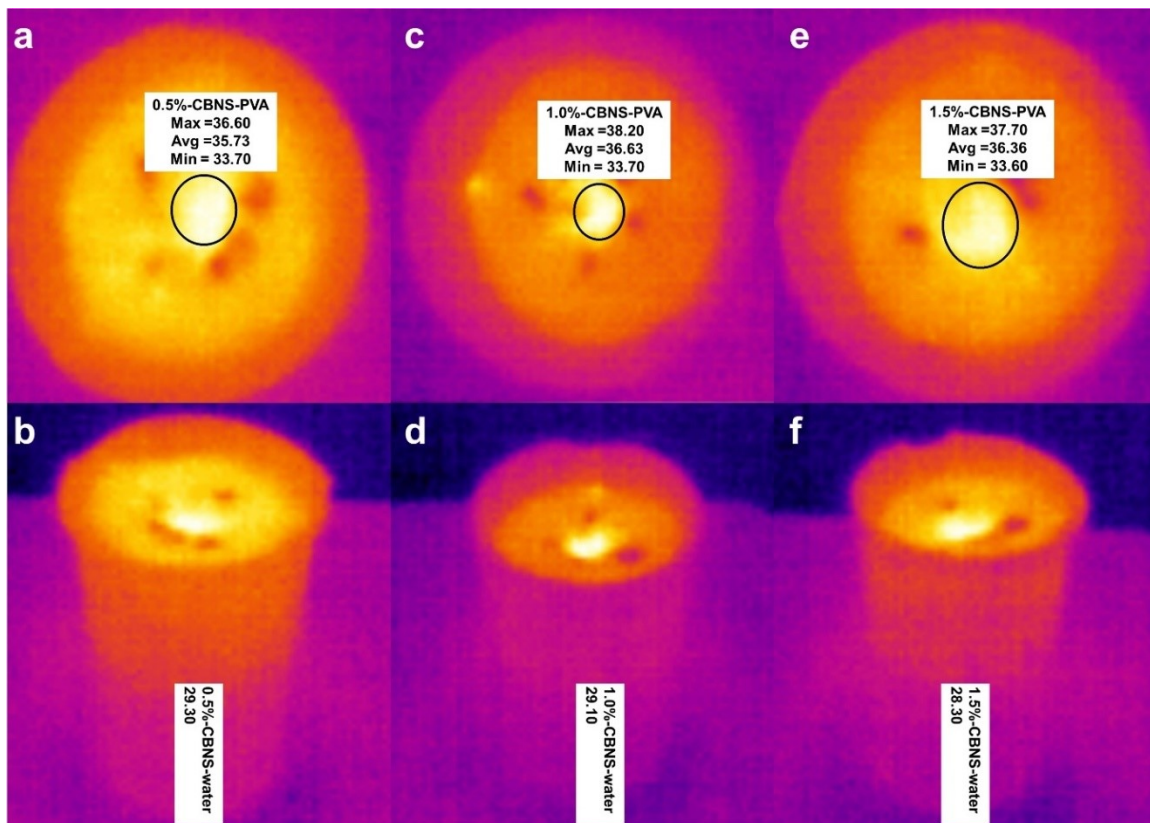 a
0.5%-CBNS-PVA
Max =36.60
Avg =35.73
Min = 33.70
c
1.0%-CBNS-PVA
Max =38.20
Avg =36.63
Min = 33.70
e
1.5%-CBNS-PVA
Max =37.70
Avg =36.36
Min = 33.60
b
0.5%-CBNS-water
29.30
d
1.0%-CBNS-water
29.10
f
1.5%-CBNS-water
28.30